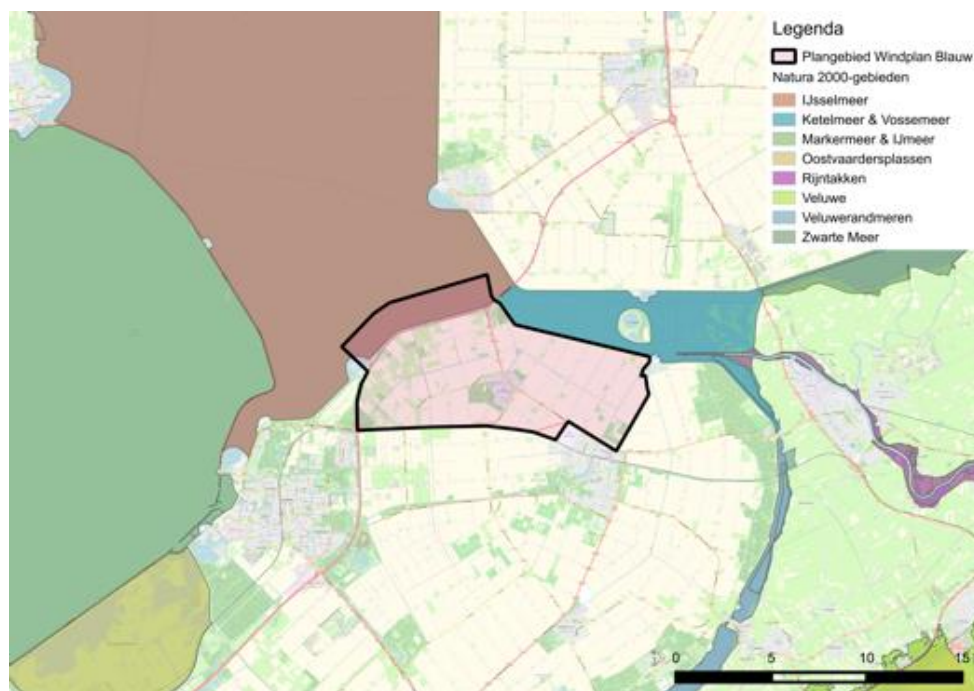 Legenda
Plangebied Windplan Blauw
Natura 2000-gebieden
IJsselmeer
Ketelmeer & Vossemeer
Markermeer & IJmeer
Oostvaardersplassen
Rijntakken
Veluwe
Veluwerandmeren
Zwarte Meer
0 5 10 15